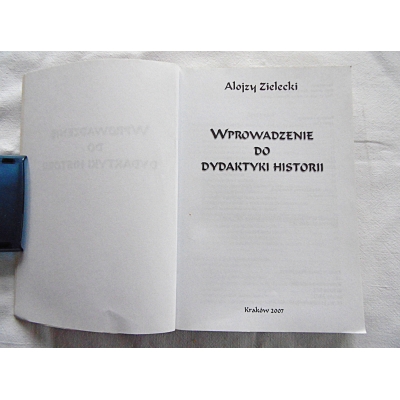 Alojzy Zielecki
WPROWADZENIE
DO
DYDAKTYKI HISTORII
Kraków 2007